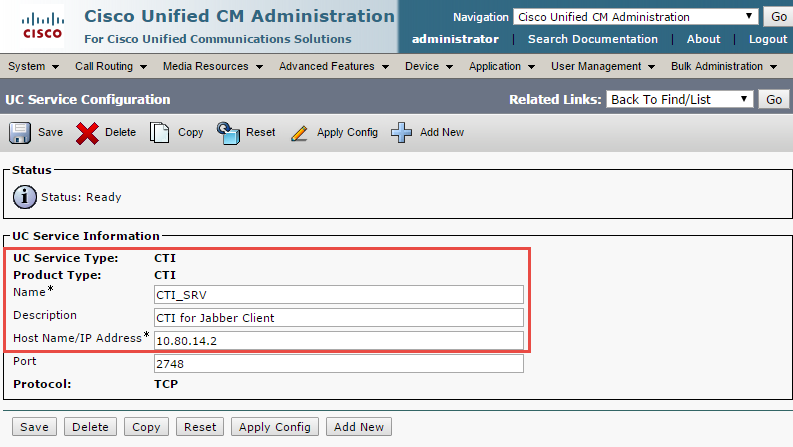 CISCO
Cisco Unified CM Administration
For Cisco Unified Communications Solutions
Navigation Cisco Unified CM Administration Go
administrator | Search Documentation | About | Logout
System Call Routing Media Resources Advanced Features Device Application User Management Bulk Administration
UC Service Configuration
Related Links: Back To Find/List Go
Save Delete Copy Reset Apply Config Add New
Status
i Status: Ready
UC Service Information
UC Service Type: CTI
Product Type: CTI
Name* CTI_SRV
Description CTI for Jabber Client
Host Name/IP Address* 10.80.14.2
Port 2748
Protocol: TCP
Save Delete Copy Reset Apply Config Add New